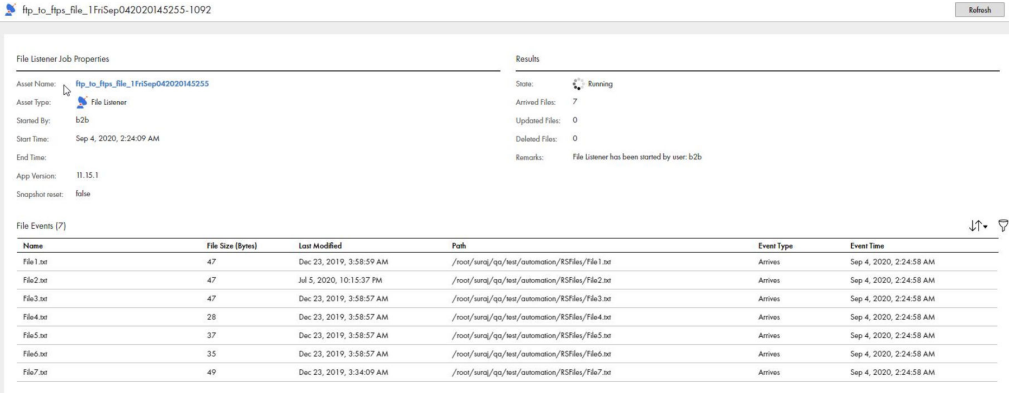 ftp_to_ftps_file_1FriSep042020145255-1092
Refresh
File Listener Job Properties
Asset Name: ftp_to_ftps_file_1FriSep042020145255
Asset Type: File Listener
Started By: b2b
Start Time: Sep 4, 2020, 2:24:09 AM
End Time:
App Version: 11.15.1
Snapshot reset: false
Results
State: Running
Arrived Files: 7
Updated Files: 0
Deleted Files: 0
Remarks: File Listener has been started by user: b2b
File Events (7)
Name File Size (Bytes) Last Modified Path Event Type Event Time
File1.txt 47 Dec 23, 2019, 3:58:59 AM /root/suraj/qa/test/automation/RSFiles/File1.txt Arrives Sep 4, 2020, 2:24:58 AM
File2.txt 47 Jul 5, 2020, 10:15:37 PM /root/suraj/qa/test/automation/RSFiles/File2.txt Arrives Sep 4, 2020, 2:24:58 AM
File3.txt 47 Dec 23, 2019, 3:58:57 AM /root/suraj/qa/test/automation/RSFiles/File3.txt Arrives Sep 4, 2020, 2:24:58 AM
File4.txt 28 Dec 23, 2019, 3:58:57 AM /root/suraj/qa/test/automation/RSFiles/File4.txt Arrives Sep 4, 2020, 2:24:58 AM
File5.txt 37 Dec 23, 2019, 3:58:57 AM /root/suraj/qa/test/automation/RSFiles/File5.txt Arrives Sep 4, 2020, 2:24:58 AM
File6.txt 35 Dec 23, 2019, 3:58:57 AM /root/suraj/qa/test/automation/RSFiles/File6.txt Arrives Sep 4, 2020, 2:24:58 AM
File7.txt 49 Dec 23, 2019, 3:34:09 AM /root/suraj/qa/test/automation/RSFiles/File7.txt Arrives Sep 4, 2020, 2:24:58 AM